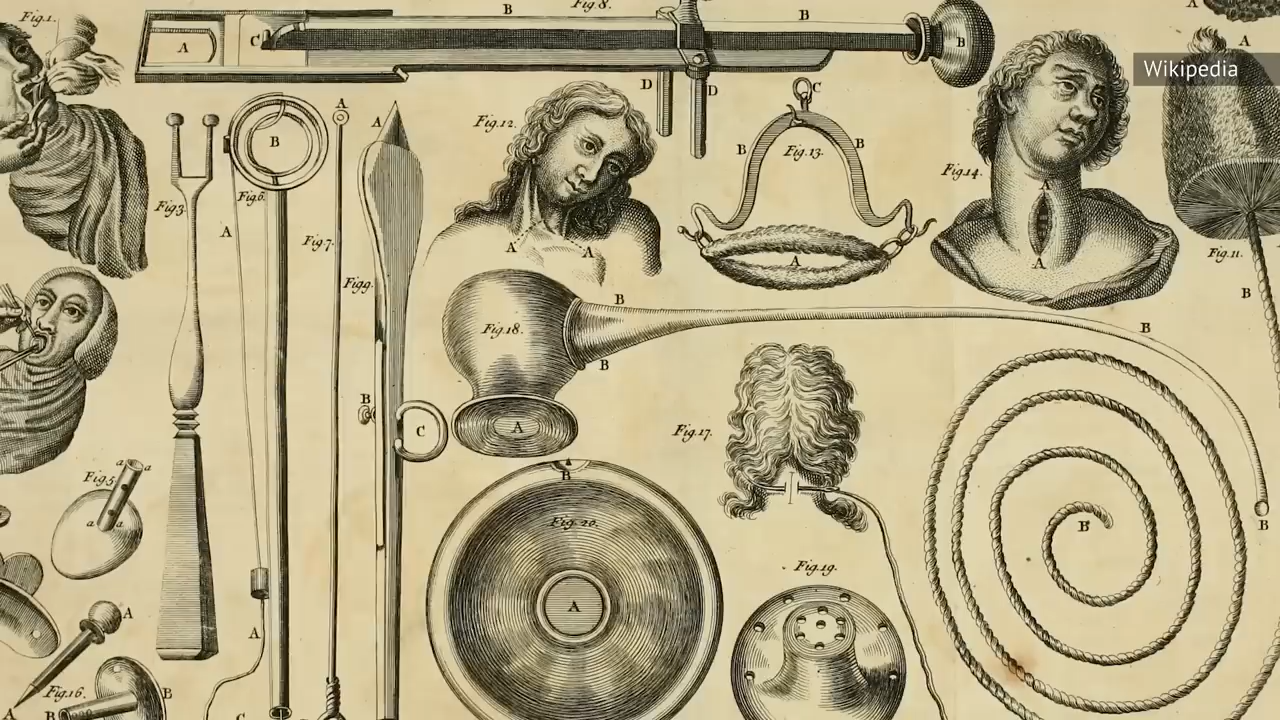 Fig.1.
B
Fig.8.
B
A
A
C
B
Wikipedia
A
D
D
C
A
A
B
Fig.12.
B
Fig.13.
B
Fig.14.
A
Fig.3.
Fig.6.
A
Fig.7.
A
A
A
A
Fig.11.
Fig.9.
B
B
Fig.18.
B
B
B
A
C
Fig.17.
a
a
Fig.5.
a
a
B
Fig.20.
B
B
Fig.19.
A
A
A
Fig.16.
B
A
B
C